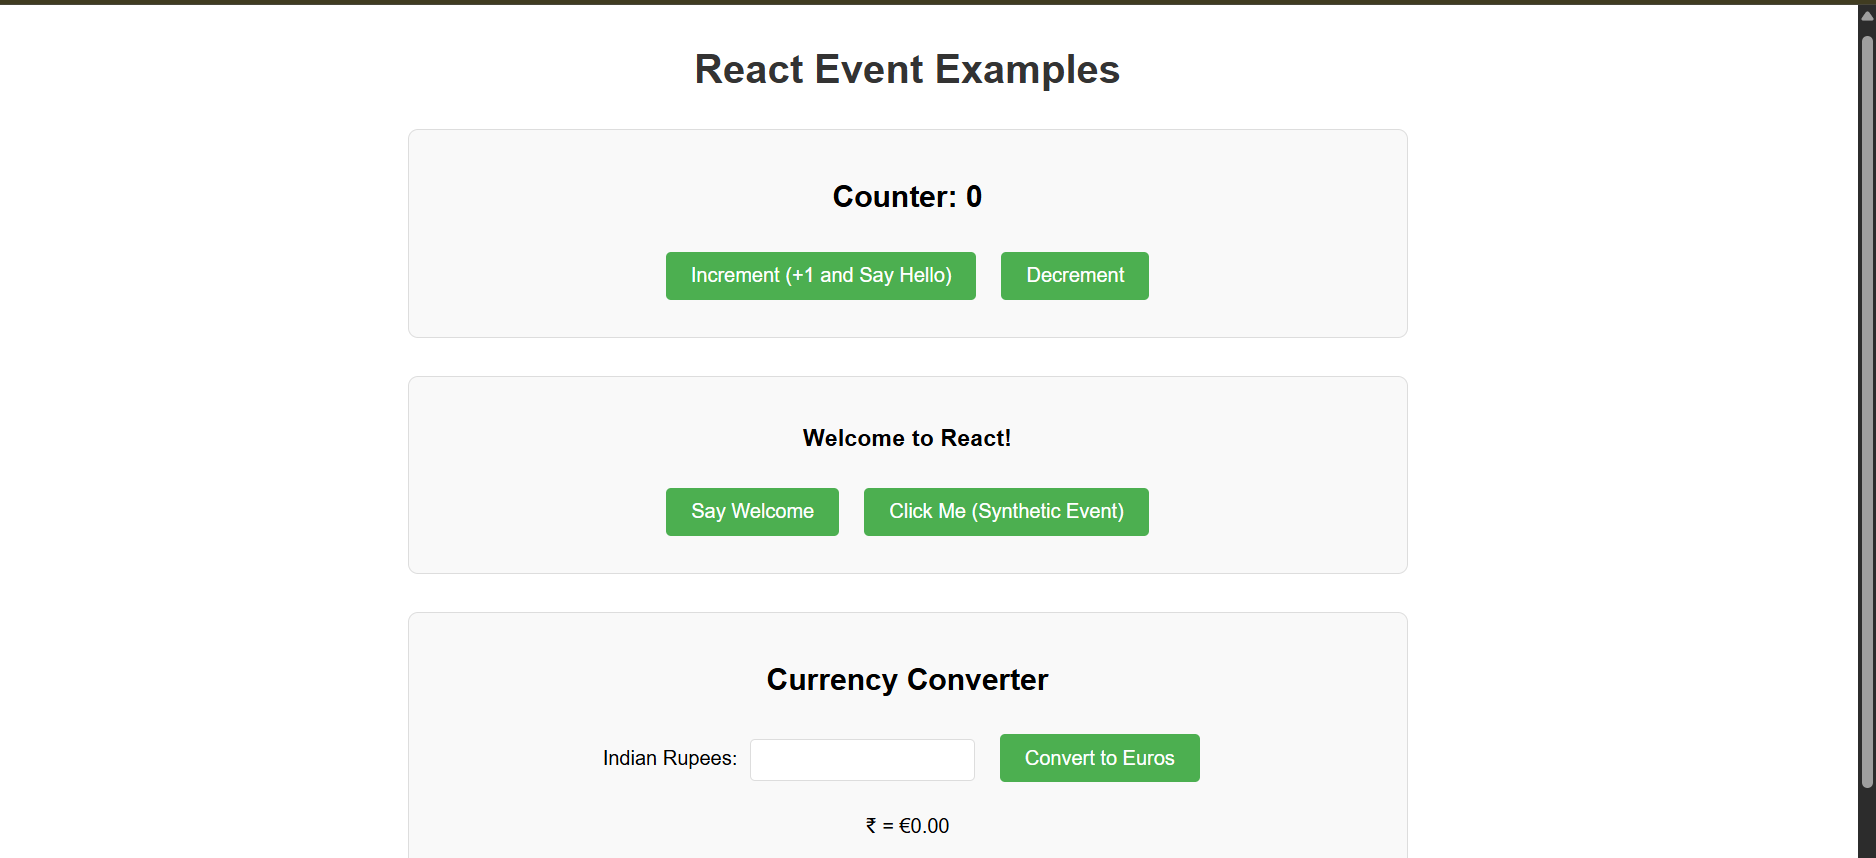 React Event Examples
Counter: 0
Increment (+1 and Say Hello) Decrement
Welcome to React!
Say Welcome Click Me (Synthetic Event)
Currency Converter
Indian Rupees: Convert to Euros
₹ = €0.00